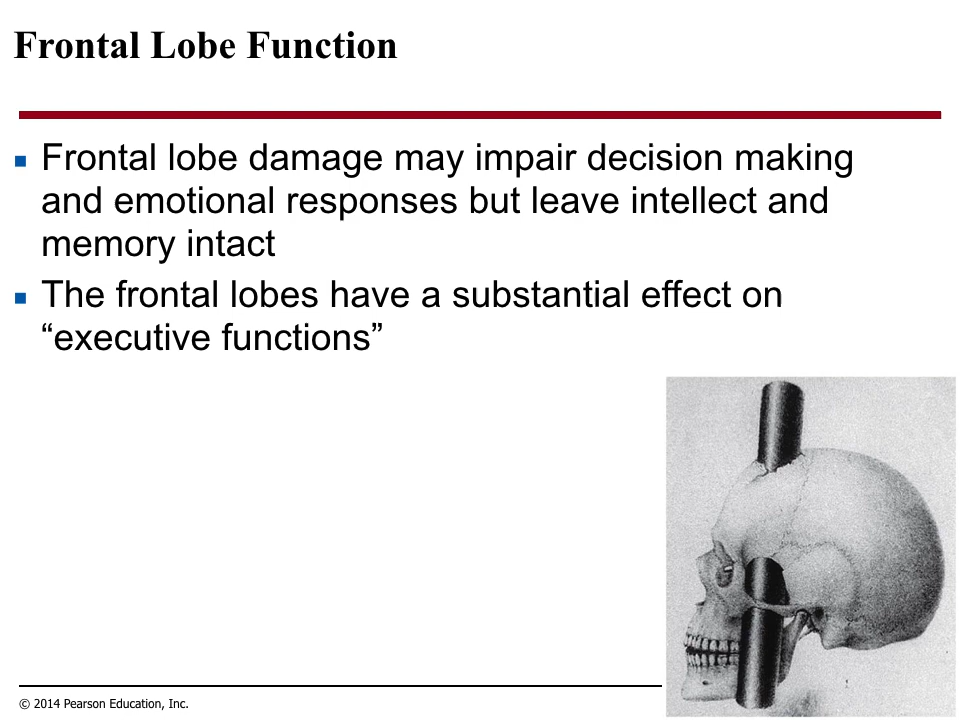 Frontal Lobe Function
Frontal lobe damage may impair decision making
and emotional responses but leave intellect and
memory intact
The frontal lobes have a substantial effect on
“executive functions”
© 2014 Pearson Education, Inc.